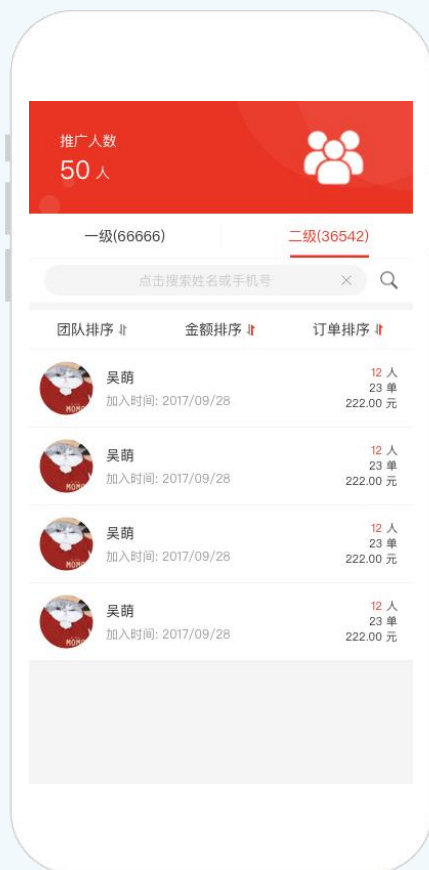 推广人数
50 人
一级(66666) 二级(36542)
点击搜索姓名或手机号
团队排序 金额排序 订单排序
吴萌
加入时间: 2017/09/28
12 人
23 单
222.00 元
MOMO
吴萌
加入时间: 2017/09/28
12 人
23 单
222.00 元
MOMO
吴萌
加入时间: 2017/09/28
12 人
23 单
222.00 元
MOMO
吴萌
加入时间: 2017/09/28
12 人
23 单
222.00 元
MOMO